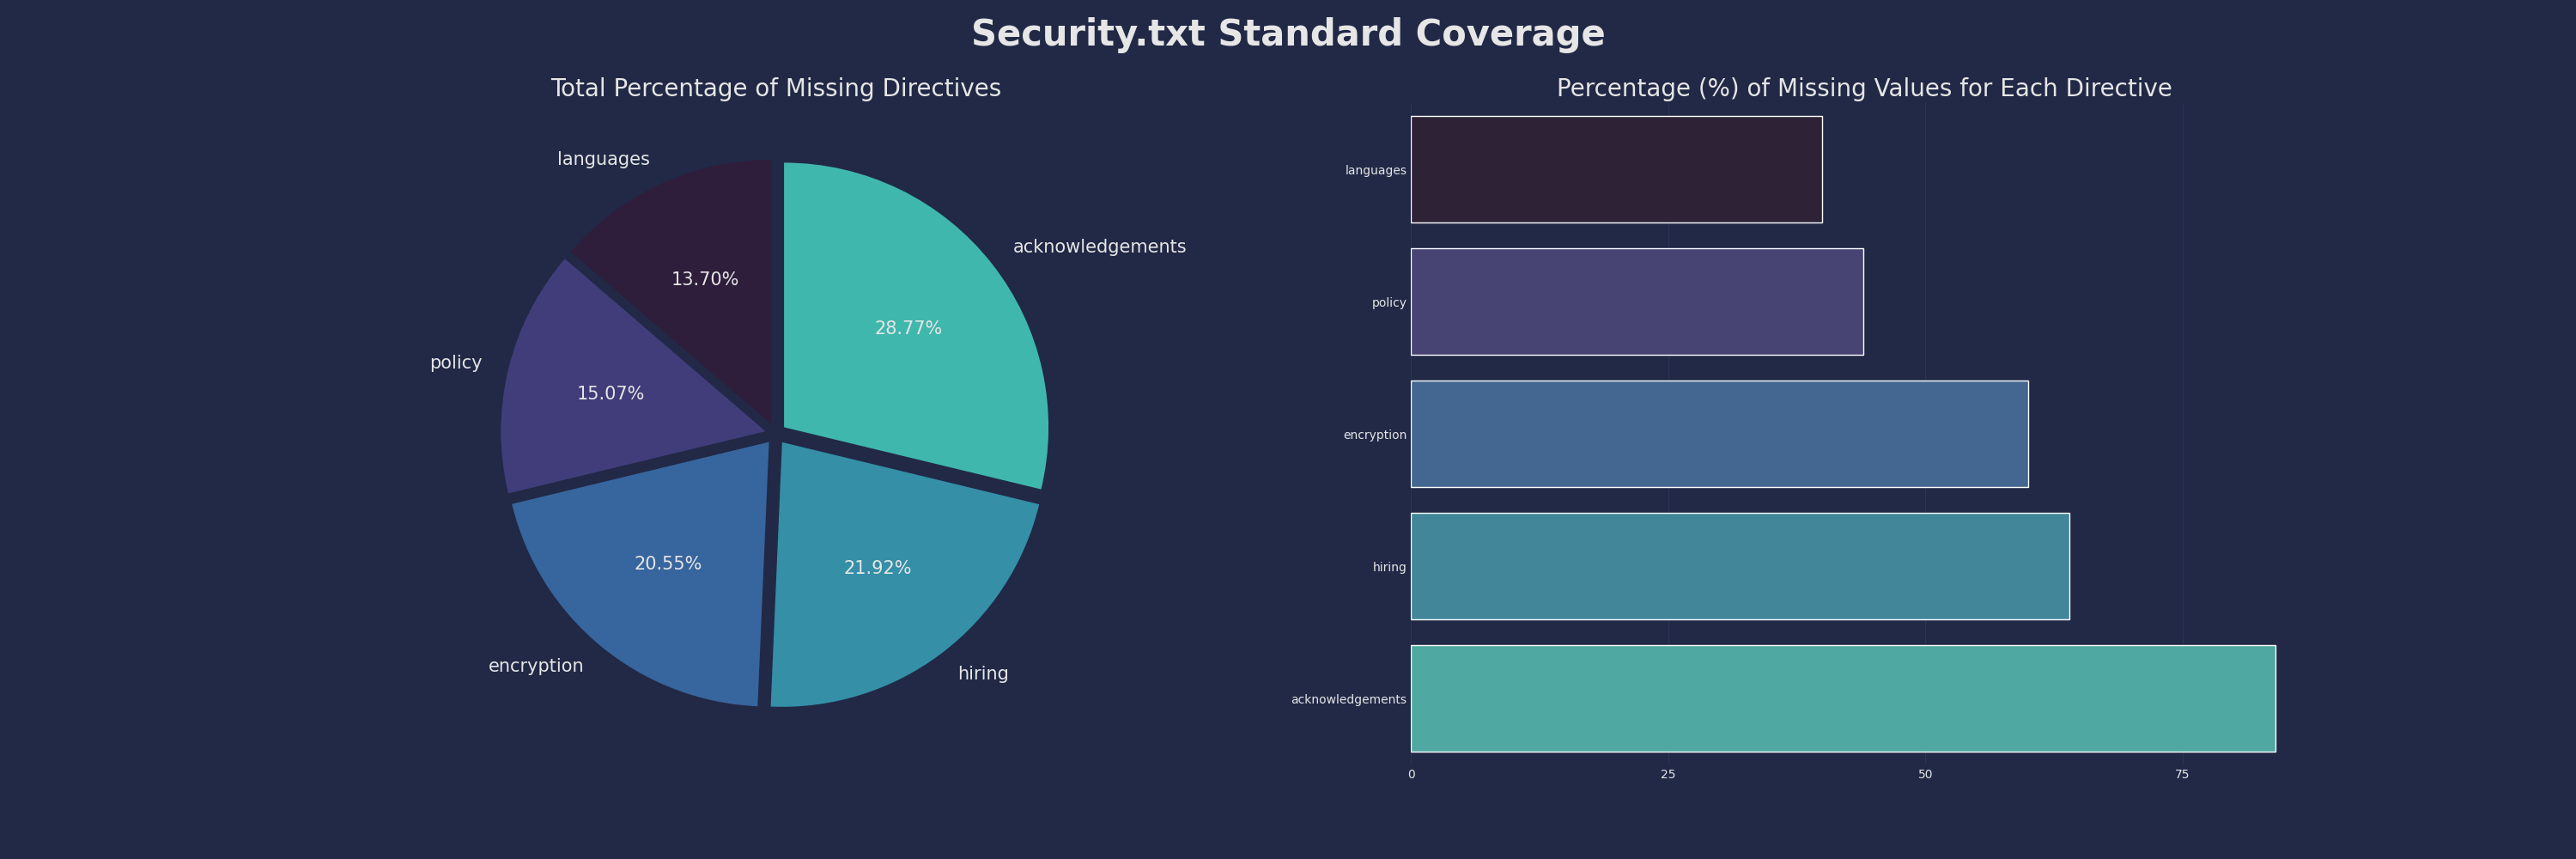 Security.txt Standard Coverage
Total Percentage of Missing Directives
languages
acknowledgements
13.70%
28.77%
policy
15.07%
20.55%
21.92%
encryption
hiring
Percentage (%) of Missing Values for Each Directive
languages
policy
encryption
hiring
acknowledgements
0 25 50 75